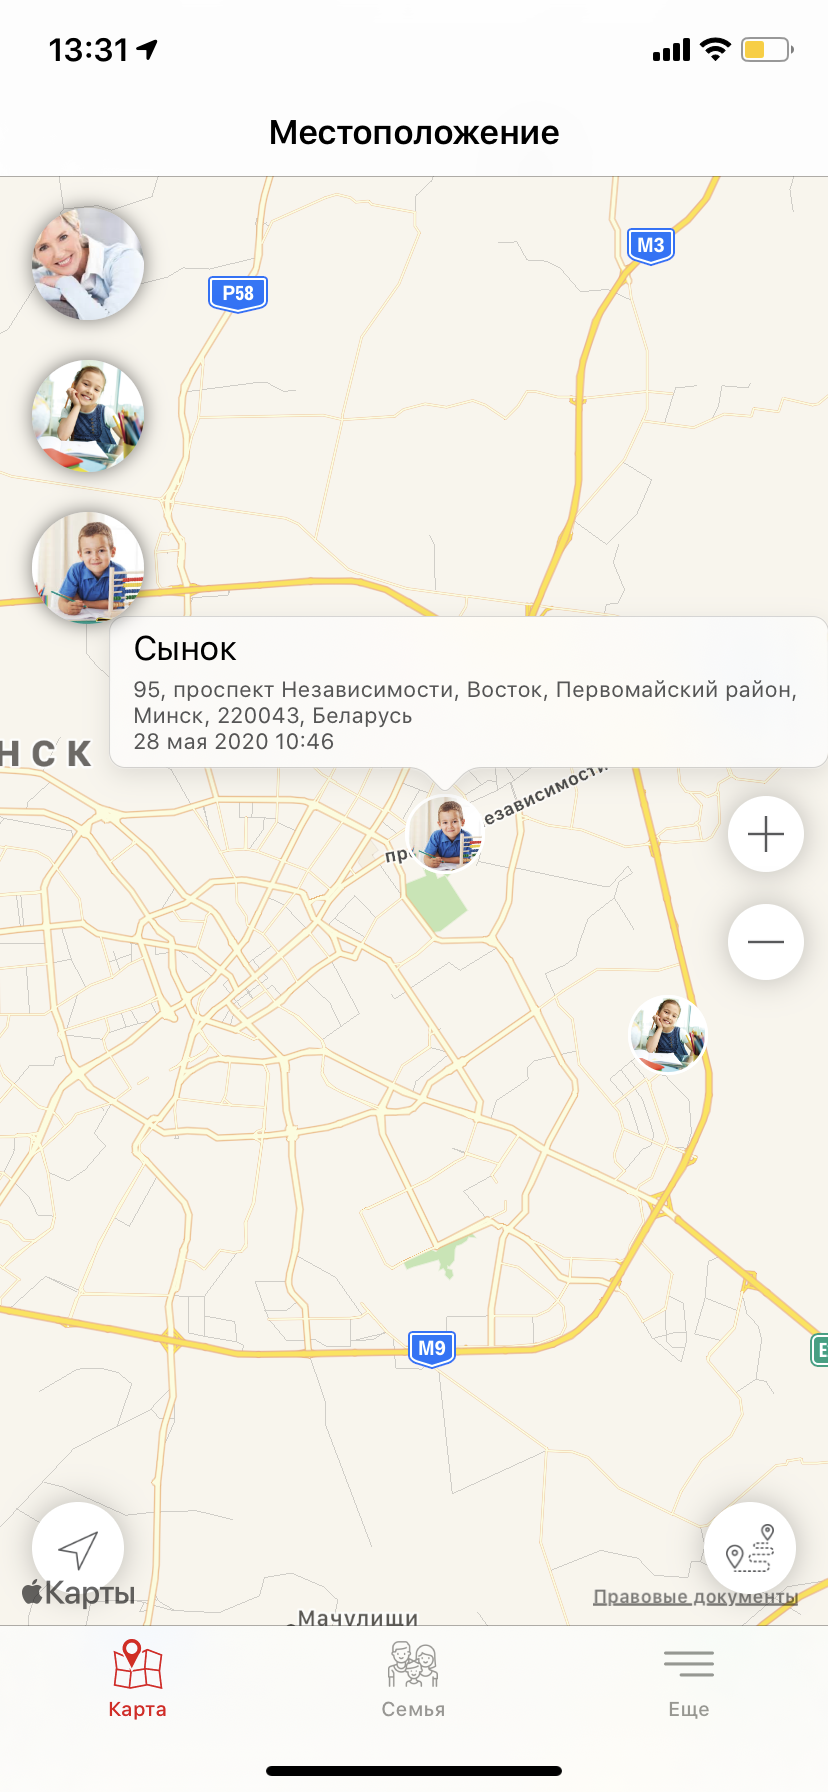 13:31
Местоположение
M3
P58
Сынок
95, проспект Независимости, Восток, Первомайский район,
Минск, 220043, Беларусь
28 мая 2020 10:46
нск
езависимости
пр
M9
E
Карты
Правовые документы
Мачулищи
Карта
Семья
Еще